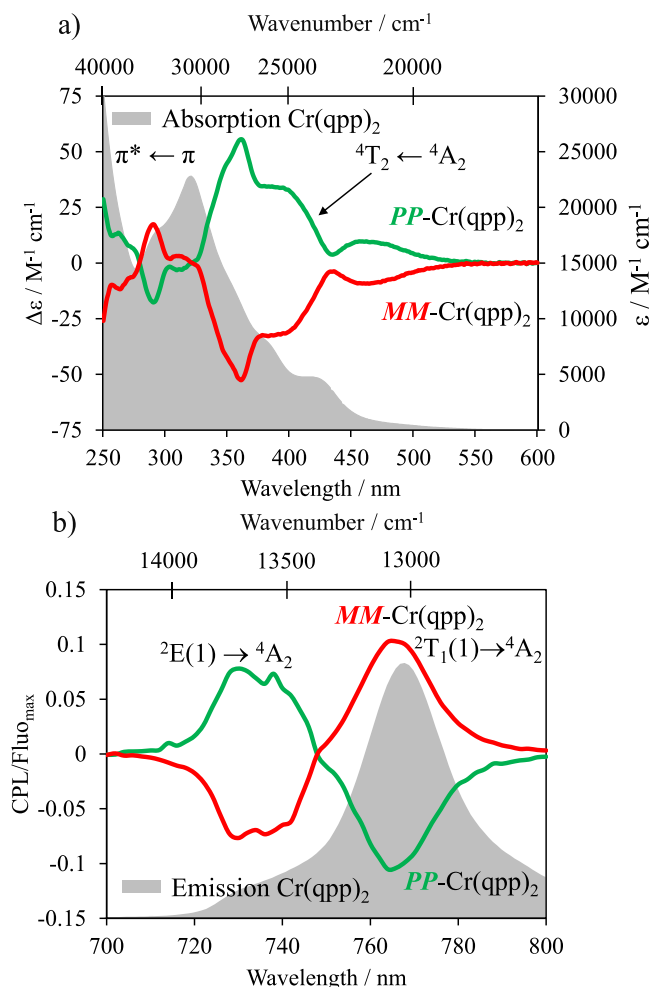 a)
Wavenumber / cm⁻¹
40000 30000 25000 20000
75 30000
Absorption Cr(qpp)₂
π* ← π
⁴T₂ ← ⁴A₂
50 25000
PP-Cr(qpp)₂
25 20000
Δε / M⁻¹ cm⁻¹
0 15000
ε / M⁻¹ cm⁻¹
MM-Cr(qpp)₂
-25 10000
-50 5000
-75 0
250 300 350 400 450 500 550 600
Wavelength / nm
b)
Wavenumber / cm⁻¹
14000 13500 13000
0.15
MM-Cr(qpp)₂
0.1
²E(1) → ⁴A₂
²T₁(1)→⁴A₂
0.05
CPL/Fluomax
0
-0.05
-0.1
Emission Cr(qpp)₂
PP-Cr(qpp)₂
-0.15
700 720 740 760 780 800
Wavelength / nm